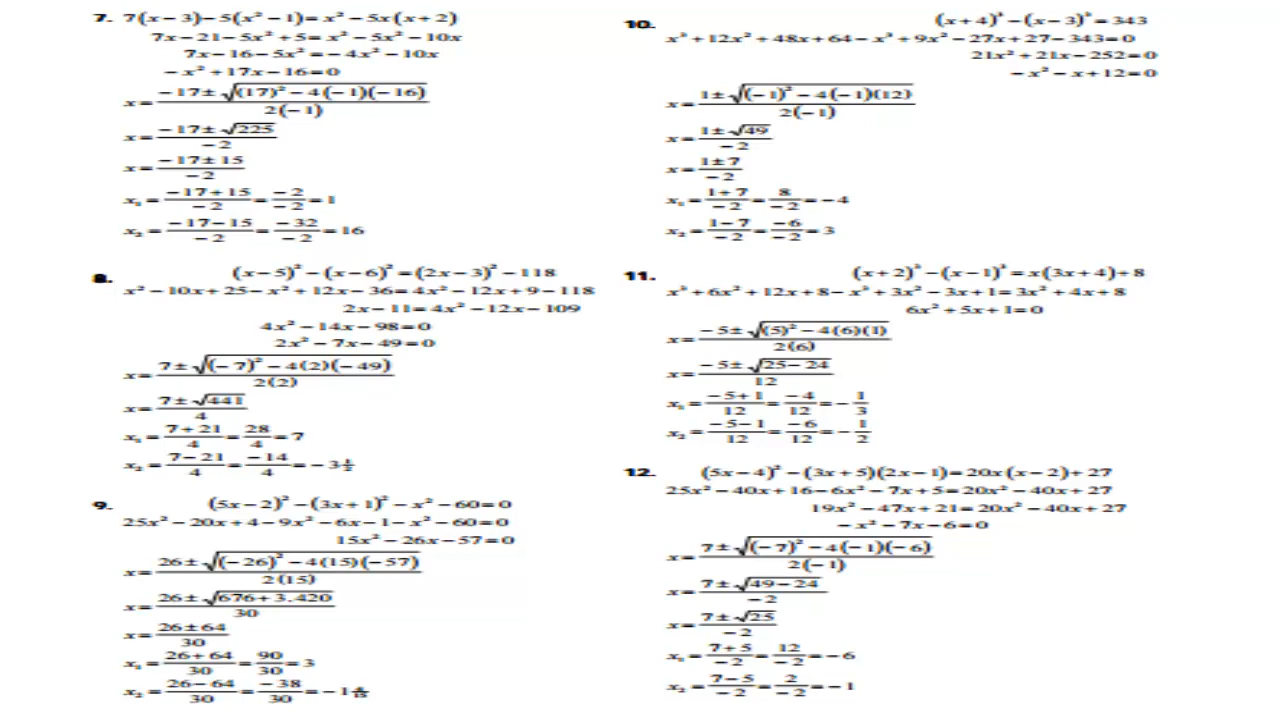 7. 7(x−3)−5(x²−1)=x²−5x(x+2)
7x−21−5x²+5=x²−5x²−10x
7x−16−5x²=−4x²−10x
−x²+17x−16=0
x=(−17±√((17)²−4(−1)(−16)))/(2(−1))
x=(−17±√225)/(−2)
x=(−17±15)/(−2)
x₁=(−17+15)/(−2)=(−2)/(−2)=1
x₂=(−17−15)/(−2)=(−32)/(−2)=16
8. (x−5)²−(x−6)²=(2x−3)²−118
x²−10x+25−x²+12x−36=4x²−12x+9−118
2x−11=4x²−12x−109
4x²−14x−98=0
2x²−7x−49=0
x=(7±√((−7)²−4(2)(−49)))/(2(2))
x=(7±√441)/4
x₁=(7+21)/4=28/4=7
x₂=(7−21)/4=(−14)/4=−3 1/2
9. (5x−2)²−(3x+1)²−x²−60=0
25x²−20x+4−9x²−6x−1−x²−60=0
15x²−26x−57=0
x=(26±√((−26)²−4(15)(−57)))/(2(15))
x=(26±√(676+3.420))/30
x=(26±64)/30
x₁=(26+64)/30=90/30=3
x₂=(26−64)/30=(−38)/30=−1
10. (x+4)³−(x−3)³=343
x³+12x²+48x+64−x³+9x²−27x+27−343=0
21x²+21x−252=0
−x²−x+12=0
x=(1±√((−1)²−4(−1)(12)))/(2(−1))
x=(1±√49)/(−2)
x=(1±7)/(−2)
x₁=(1+7)/(−2)=8/(−2)=−4
x₂=(1−7)/(−2)=(−6)/(−2)=3
11. (x+2)³−(x−1)³=x(3x+4)+8
x³+6x²+12x+8−x³+3x²−3x+1=3x²+4x+8
6x²+5x+1=0
x=(−5±√((5)²−4(6)(1)))/(2(6))
x=(−5±√(25−24))/12
x₁=(−5+1)/12=(−4)/12=−1/3
x₂=(−5−1)/12=(−6)/12=−1/2
12. (5x−4)²−(3x+5)(2x−1)=20x(x−2)+27
25x²−40x+16−6x²−7x+5=20x²−40x+27
19x²−47x+21=20x²−40x+27
−x²−7x−6=0
x=(7±√((−7)²−4(−1)(−6)))/(2(−1))
x=(7±√(49−24))/(−2)
x=(7±√25)/(−2)
x₁=(7+5)/(−2)=12/(−2)=−6
x₂=(7−5)/(−2)=2/(−2)=−1